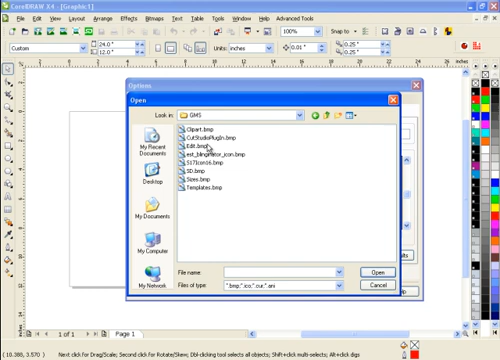 CorelDRAW X4 - [Graphic1]
File Edit View Layout Arrange Effects Bitmaps Text Table Tools Window Help Advanced Tools
100% Snap to
Custom 24.0" 12.0" Units: inches 0.01" 0.25" 0.25"
Options
Open
Look in: GMS
My Recent Documents
Desktop
My Documents
My Computer
My Network
Clipart.bmp
CutStudioPlugIn.bmp
Edit.bmp
S17Icon16.bmp
SD.bmp
Sizes.bmp
Templates.bmp
File name: Open
Files of type: *.bmp,*.ico,*.cur,*.ani Cancel
1 of 1 Page 1
( 10.388, 3.570 ) Next click for Drag/Scale; Second click for Rotate/Skew; Dbl-clicking tool selects all objects; Shift+click multi-selects; Alt+click digs